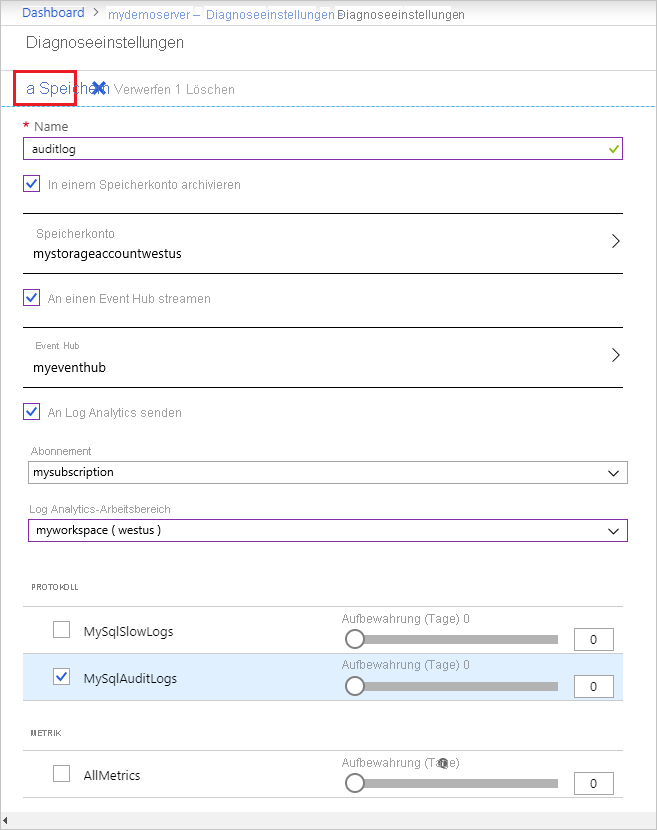 Dashboard > mydemoserver – Diagnoseeinstellungen Diagnoseeinstellungen
Diagnoseeinstellungen
a Speichern Verwerfen 1 Löschen
* Name
auditlog
In einem Speicherkonto archivieren
Speicherkonto
mystorageaccountwestus
An einen Event Hub streamen
Event Hub
myeventhub
An Log Analytics senden
Abonnement
mysubscription
Log Analytics-Arbeitsbereich
myworkspace ( westus )
PROTOKOLL
Aufbewahrung (Tage) 0
MySqlSlowLogs 0
Aufbewahrung (Tage) 0
MySqlAuditLogs 0
METRIK
Aufbewahrung (Tage)
AllMetrics 0